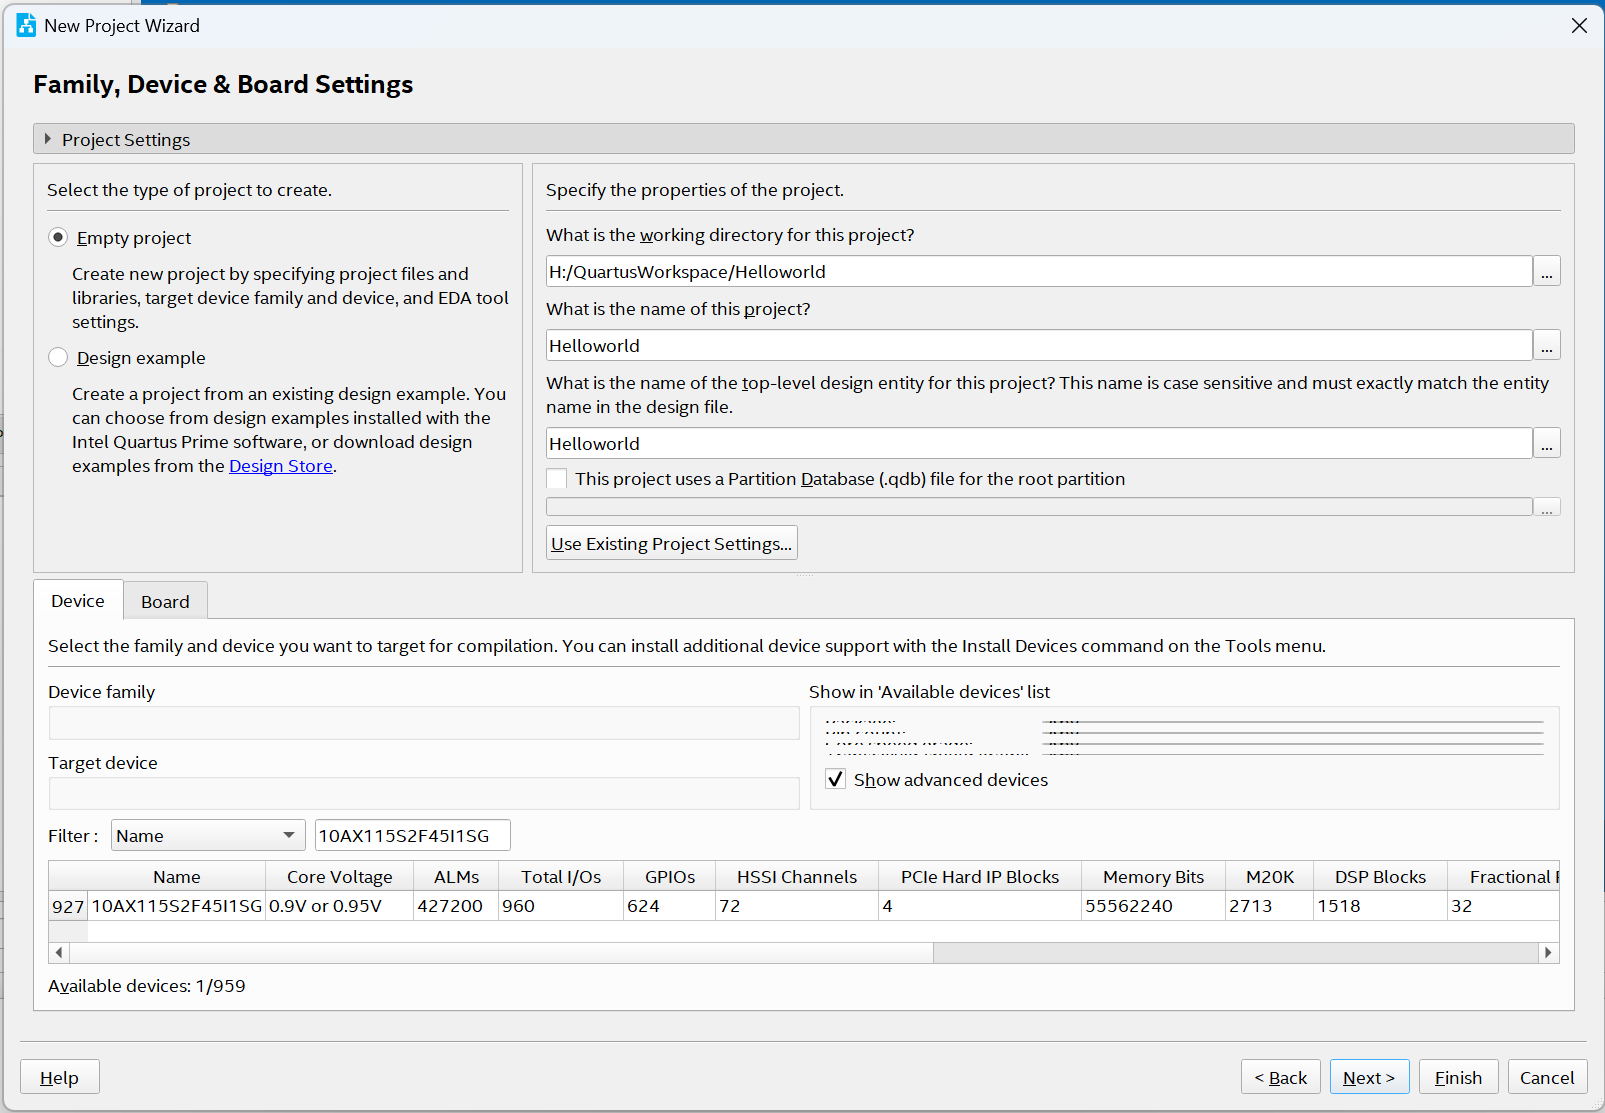 New Project Wizard
Family, Device & Board Settings
Project Settings
Select the type of project to create.
Empty project
Create new project by specifying project files and
libraries, target device family and device, and EDA tool
settings.
Design example
Create a project from an existing design example. You
can choose from design examples installed with the
Intel Quartus Prime software, or download design
examples from the Design Store.
Specify the properties of the project.
What is the working directory for this project?
H:/QuartusWorkspace/Helloworld
...
What is the name of this project?
Helloworld
...
What is the name of the top-level design entity for this project? This name is case sensitive and must exactly match the entity
name in the design file.
Helloworld
...
This project uses a Partition Database (.qdb) file for the root partition
...
Use Existing Project Settings...
Device Board
Select the family and device you want to target for compilation. You can install additional device support with the Install Devices command on the Tools menu.
Device family
Target device
Show in 'Available devices' list
Show advanced devices
Filter : Name 10AX115S2F45I1SG
Name Core Voltage ALMs Total I/Os GPIOs HSSI Channels PCIe Hard IP Blocks Memory Bits M20K DSP Blocks Fractional
927 10AX115S2F45I1SG 0.9V or 0.95V 427200 960 624 72 4 55562240 2713 1518 32
Available devices: 1/959
Help < Back Next > Finish Cancel